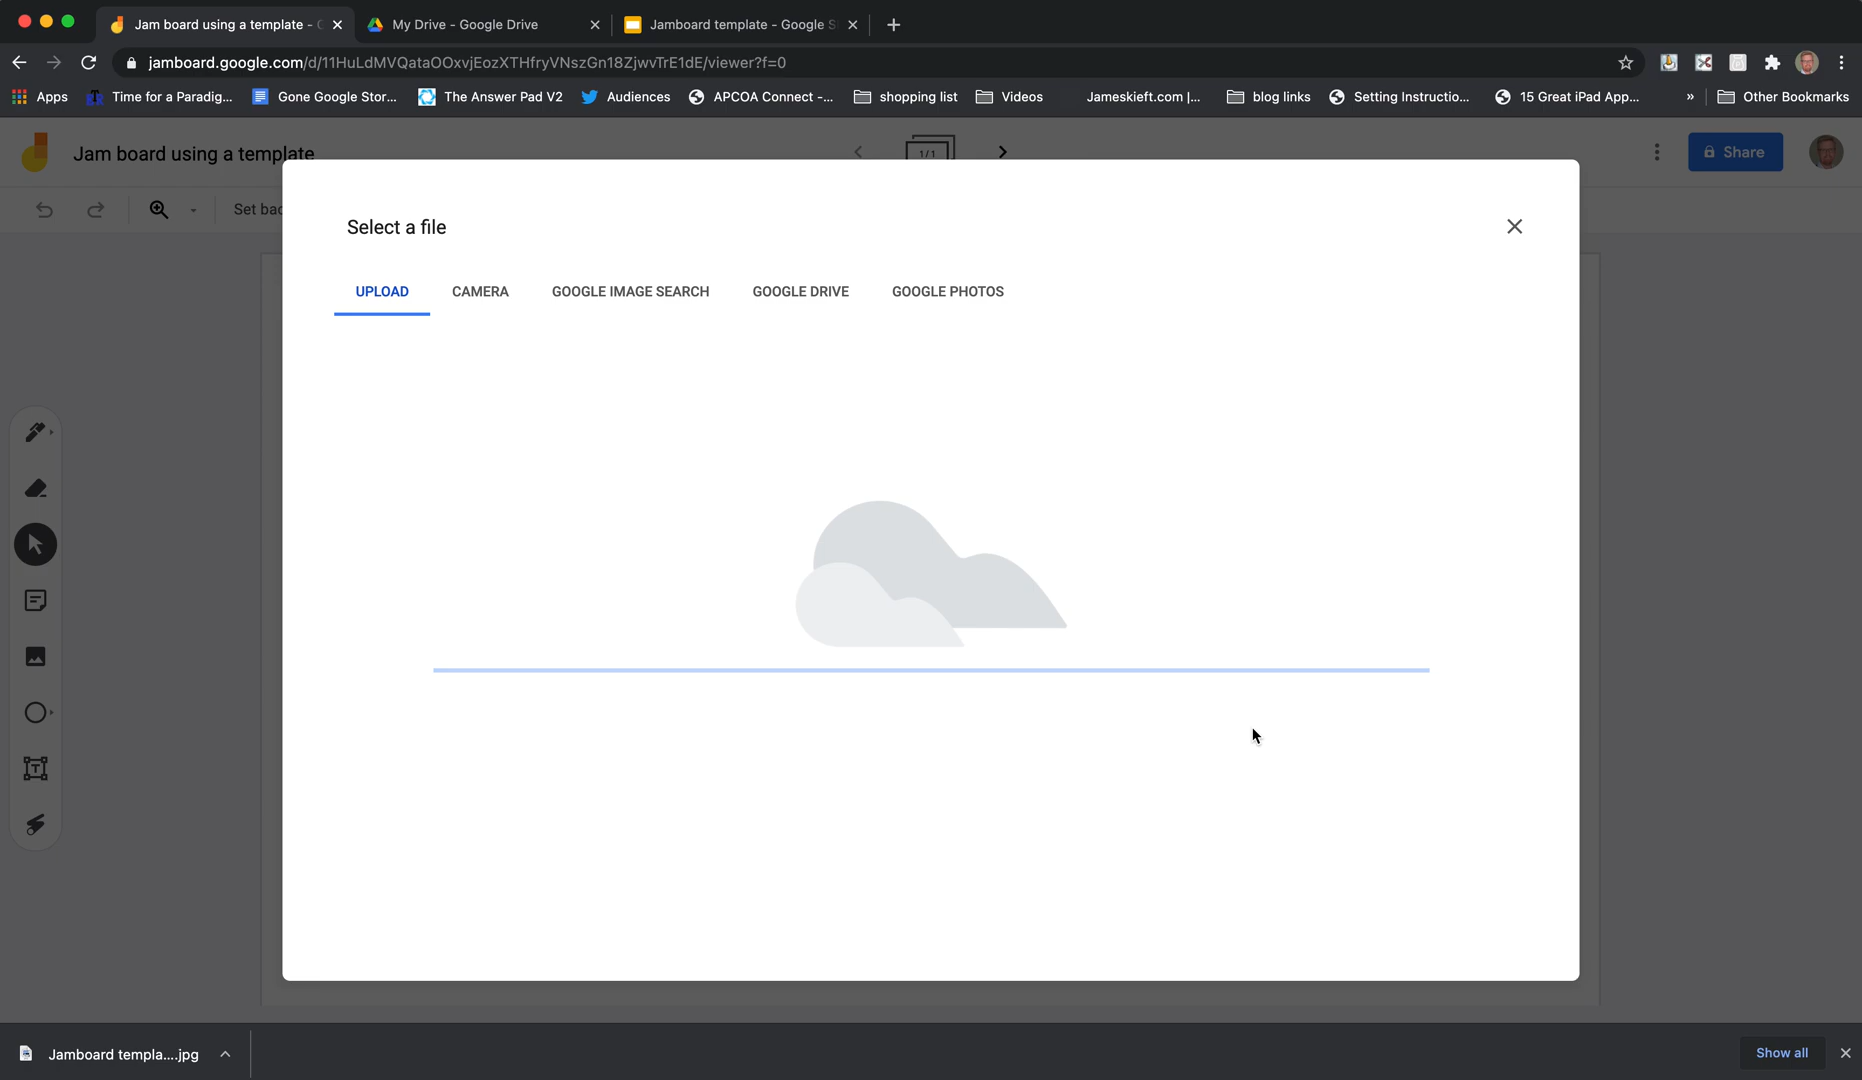 Jam board using a template -
My Drive - Google Drive
Jamboard template - Google S
jamboard.google.com/d/11HuLdMVQataOOxvjEozXTHfryVNszGn18ZjwvTrE1dE/viewer?f=0
Apps
Time for a Paradig...
Gone Google Stor...
The Answer Pad V2
Audiences
APCOA Connect -...
shopping list
Videos
Jameskieft.com |...
blog links
Setting Instructio...
15 Great iPad App...
»
Other Bookmarks
Jam board using a template
1/1
Share
Set bac
Select a file
UPLOAD
CAMERA
GOOGLE IMAGE SEARCH
GOOGLE DRIVE
GOOGLE PHOTOS
Jamboard templa....jpg
Show all